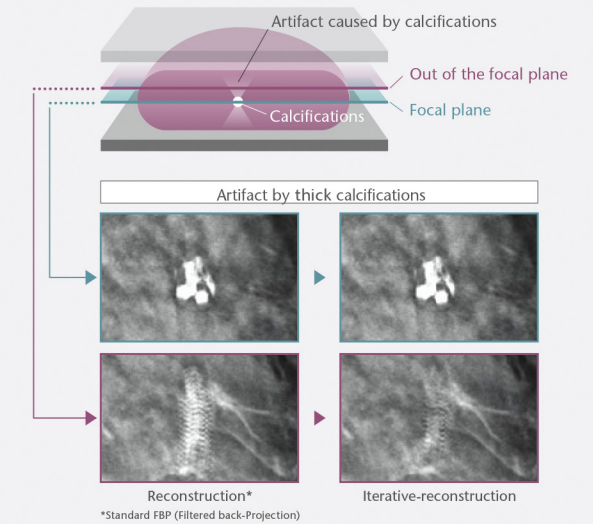 Artifact caused by calcifications
Out of the focal plane
Focal plane
Calcifications
Artifact by thick calcifications
Reconstruction*
Iterative-reconstruction
*Standard FBP (Filtered back-Projection)